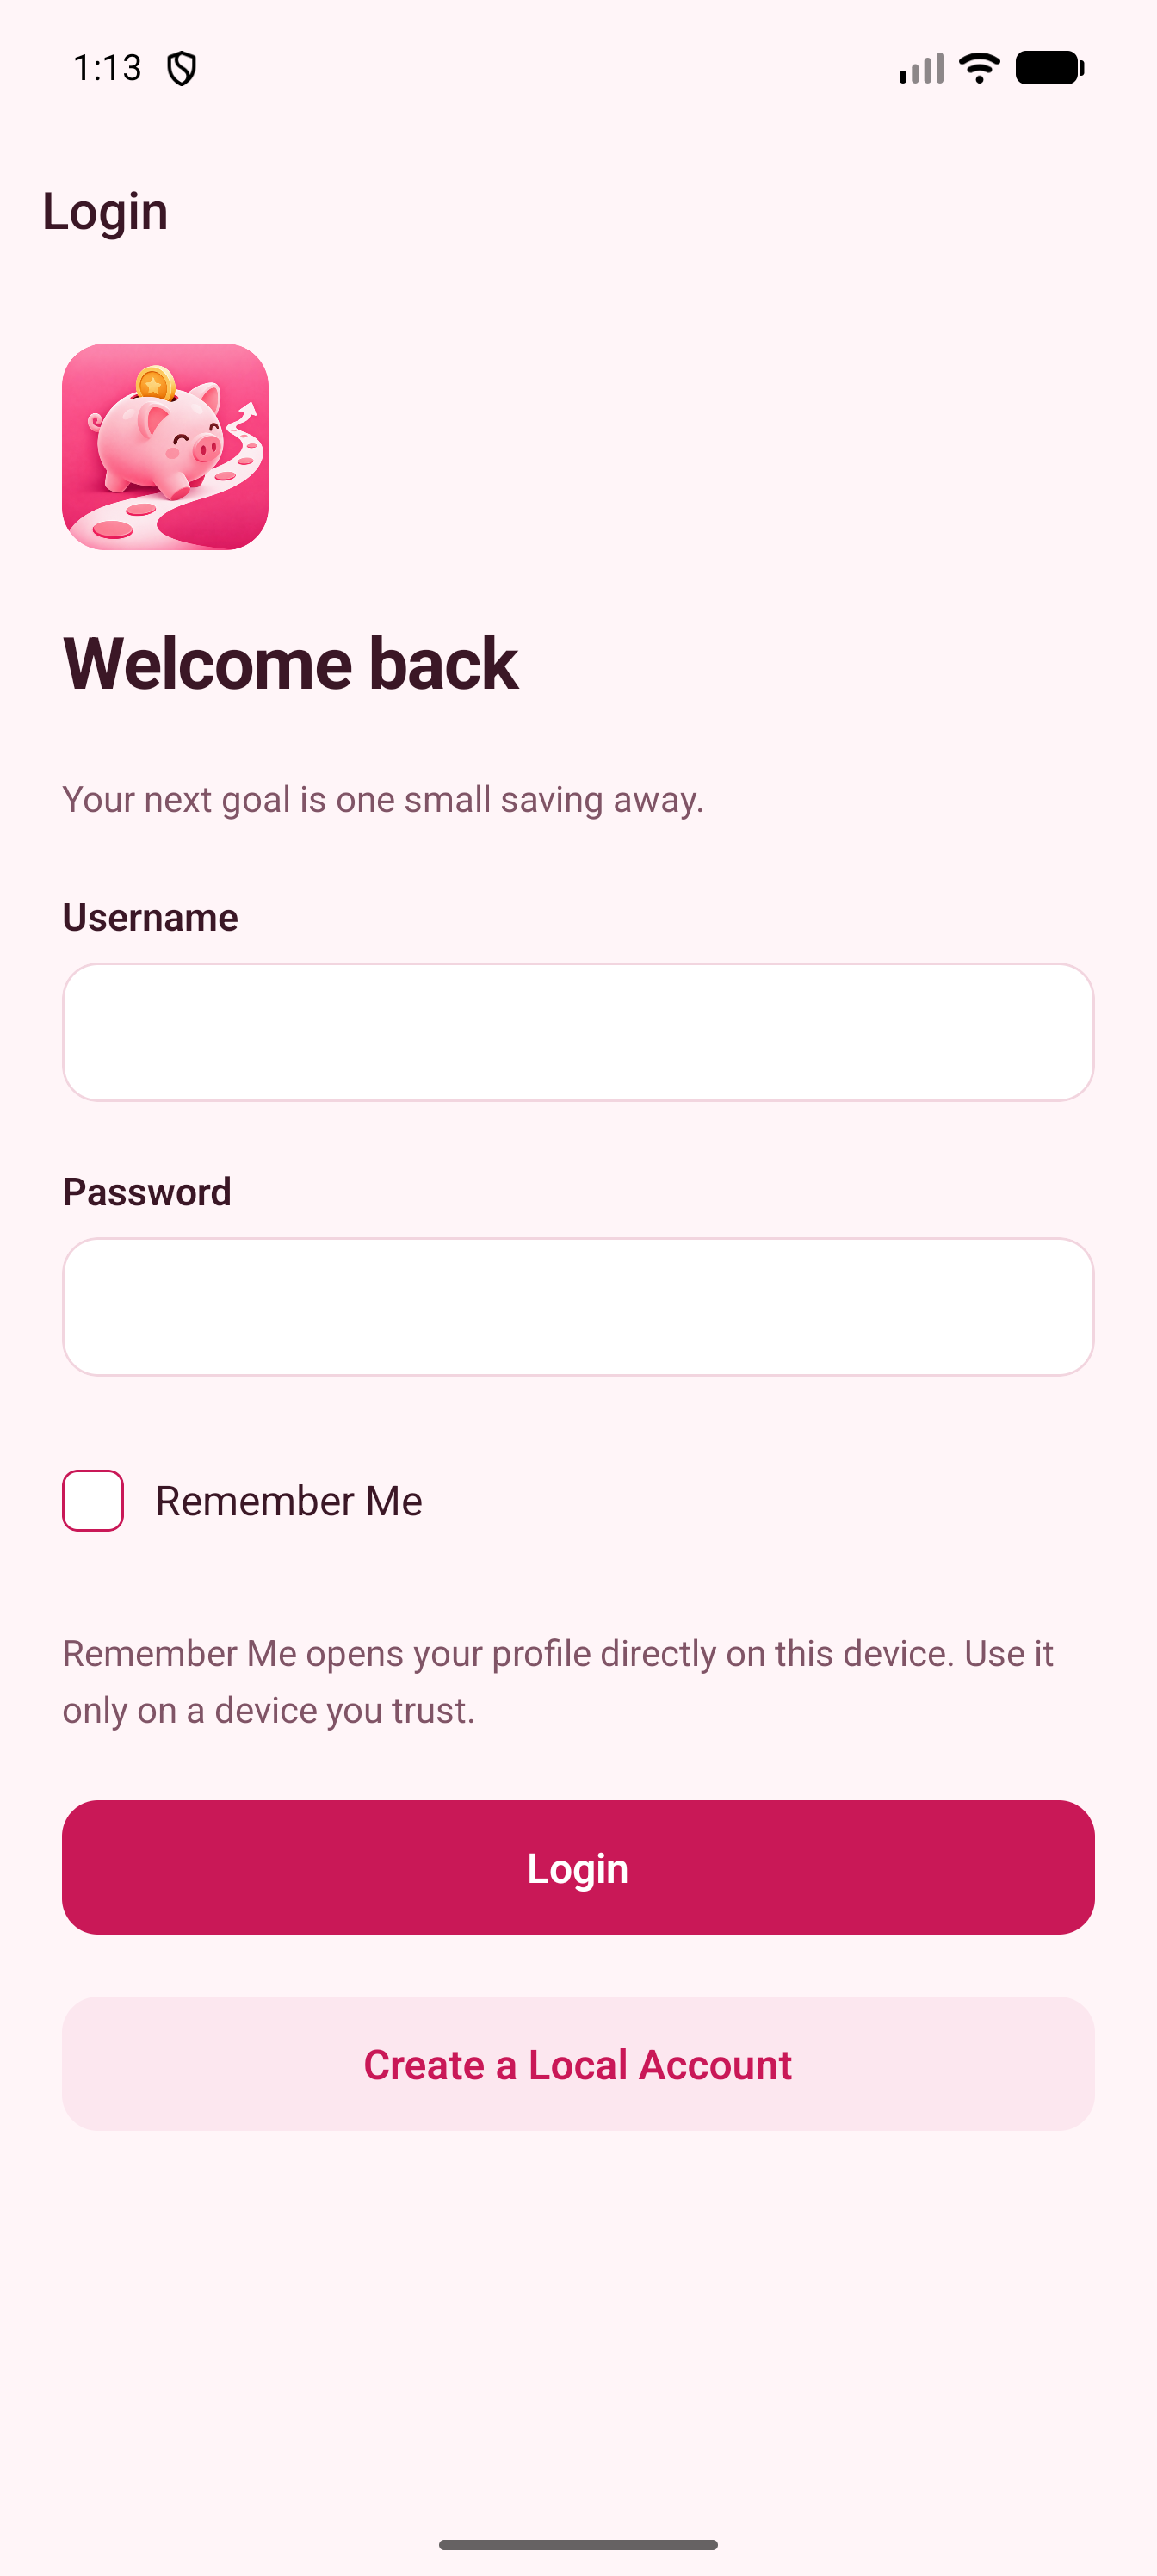 1:13
Login
Welcome back
Your next goal is one small saving away.
Username
Password
Remember Me
Remember Me opens your profile directly on this device. Use it
only on a device you trust.
Login
Create a Local Account